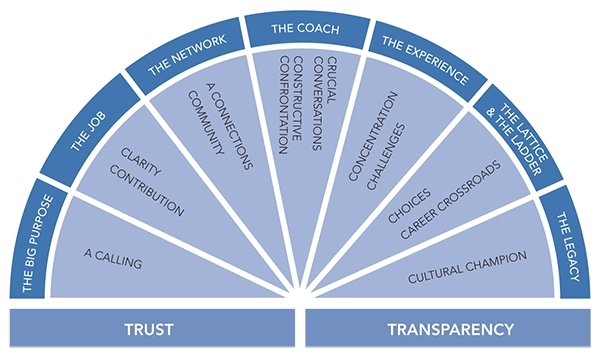 THE BIG PURPOSE
THE JOB
THE NETWORK
THE COACH
THE EXPERIENCE
THE LATTICE
& THE LADDER
THE LEGACY
A CALLING
CLARITY
CONTRIBUTION
A CONNECTIONS
COMMUNITY
CRUCIAL
CONVERSATIONS
CONSTRUCTIVE
CONFRONTATION
CONCENTRATION
CHALLENGES
CHOICES
CAREER CROSSROADS
CULTURAL CHAMPION
TRUST
TRANSPARENCY